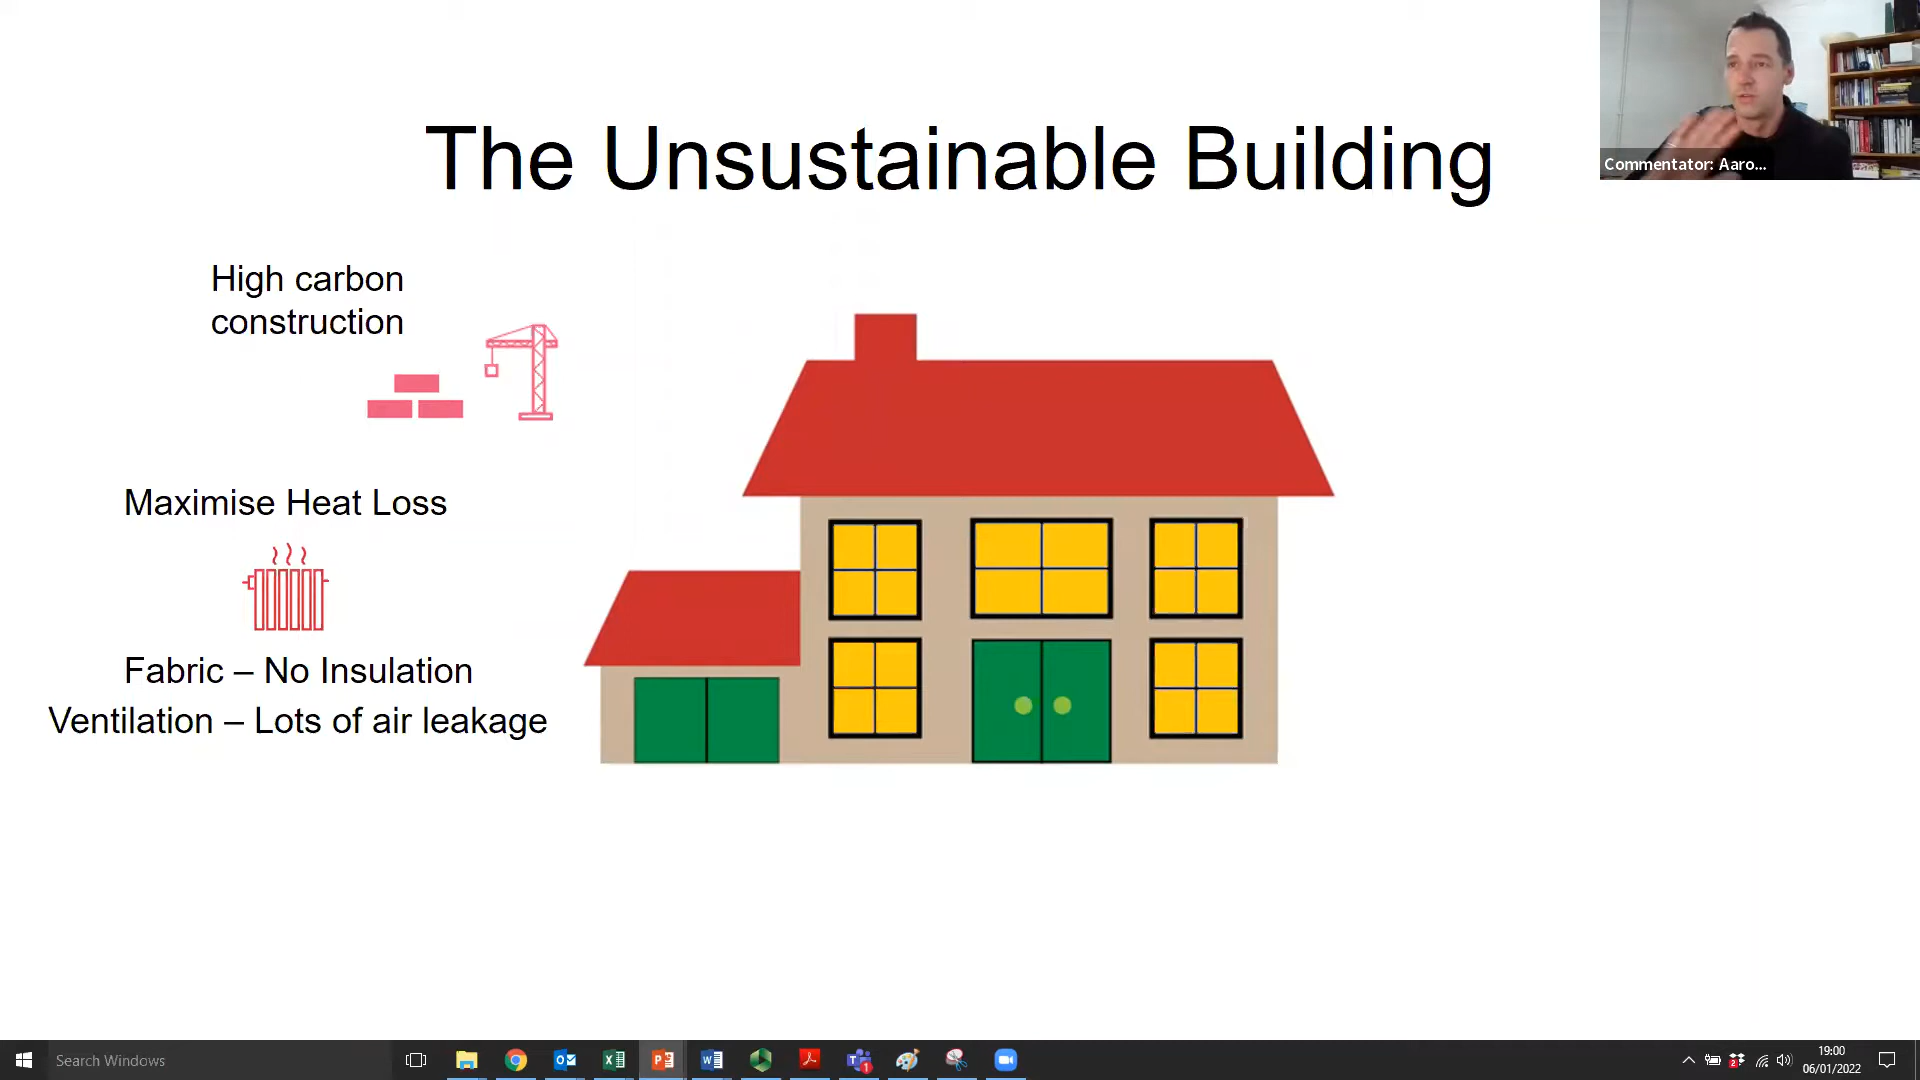 The Unsustainable Building
Commentator: Aaro...
High carbon
construction
Maximise Heat Loss
Fabric – No Insulation
Ventilation – Lots of air leakage
Search Windows
19:00
06/01/2022